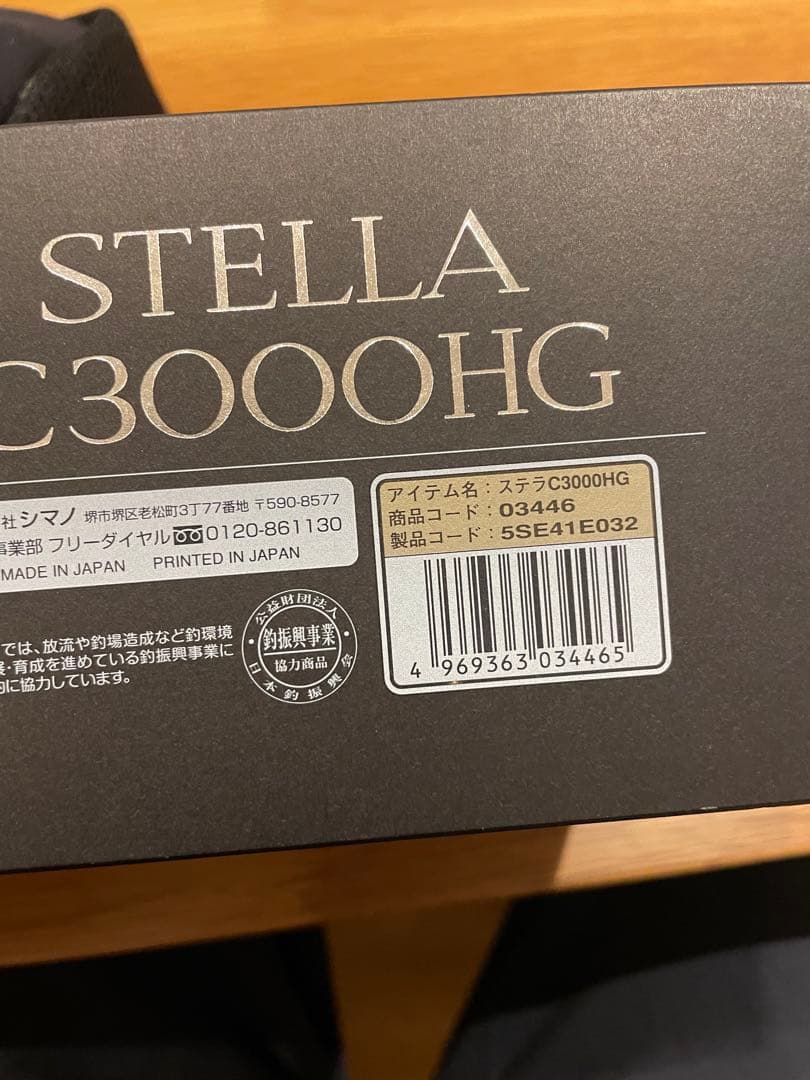 STELLA
C3000HG
社シマノ 堺市堺区老松町3丁77番地 〒590-8577
事業部 フリーダイヤル 0120-861130
MADE IN JAPAN PRINTED IN JAPAN
では、放流や釣場造成など釣環境
・育成を進めている釣振興事業に
的に協力しています。
公益財団法人
釣振興事業
協力商品
日本釣振興会
アイテム名：ステラC3000HG
商品コード：03446
製品コード：5SE41E032
4 969363 034465